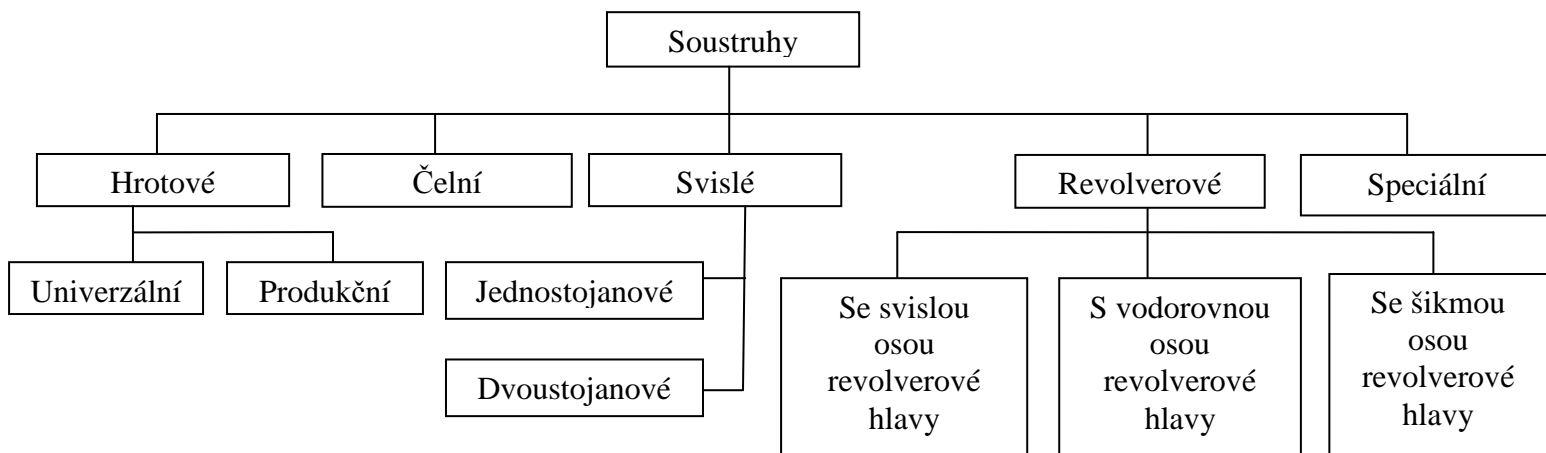 Soustruhy
Hrotové
Čelní
Svislé
Revolverové
Speciální
Univerzální
Produkční
Jednostojanové
Dvoustojanové
Se svislou
osou
revolverové
hlavy
S vodorovnou
osou
revolverové
hlavy
Se šikmou
osou
revolverové
hlavy